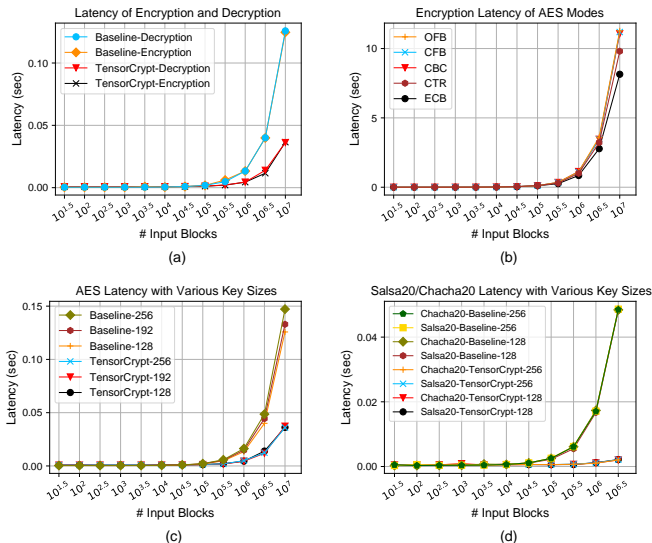 Latency of Encryption and Decryption
Latency (sec)
0.10
0.05
0.00
Baseline-Decryption
Baseline-Encryption
TensorCrypt-Decryption
TensorCrypt-Encryption
10^1.5 10^2 10^2.5 10^3 10^3.5 10^4 10^4.5 10^5 10^5.5 10^6 10^6.5 10^7
# Input Blocks
(a)
Encryption Latency of AES Modes
Latency (sec)
10
5
0
OFB
CFB
CBC
CTR
ECB
10^1.5 10^2 10^2.5 10^3 10^3.5 10^4 10^4.5 10^5 10^5.5 10^6 10^6.5 10^7
# Input Blocks
(b)
AES Latency with Various Key Sizes
Latency (sec)
0.15
0.10
0.05
0.00
Baseline-256
Baseline-192
Baseline-128
TensorCrypt-256
TensorCrypt-192
TensorCrypt-128
10^1.5 10^2 10^2.5 10^3 10^3.5 10^4 10^4.5 10^5 10^5.5 10^6 10^6.5 10^7
# Input Blocks
(c)
Salsa20/Chacha20 Latency with Various Key Sizes
Latency (sec)
0.04
0.02
0.00
Chacha20-Baseline-256
Salsa20-Baseline-256
Chacha20-Baseline-128
Salsa20-Baseline-128
Chacha20-TensorCrypt-256
Salsa20-TensorCrypt-256
Chacha20-TensorCrypt-128
Salsa20-TensorCrypt-128
10^1.5 10^2 10^2.5 10^3 10^3.5 10^4 10^4.5 10^5 10^5.5 10^6 10^6.5
# Input Blocks
(d)